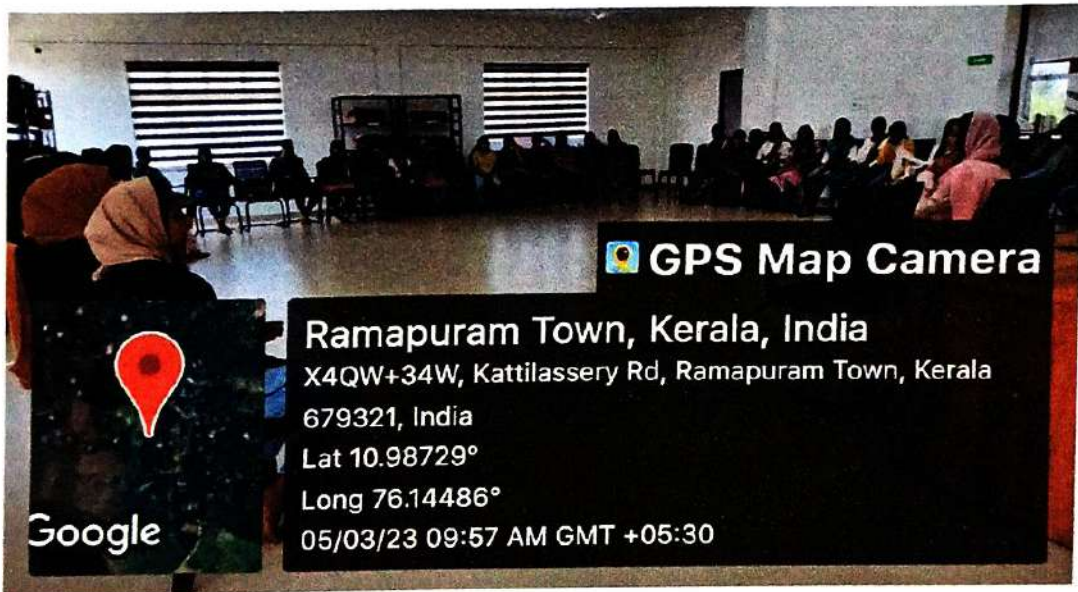 GPS Map Camera
Ramapuram Town, Kerala, India
X4QW+34W, Kattilassery Rd, Ramapuram Town, Kerala
679321, India
Lat 10.98729°
Long 76.14486°
05/03/23 09:57 AM GMT +05:30
Google